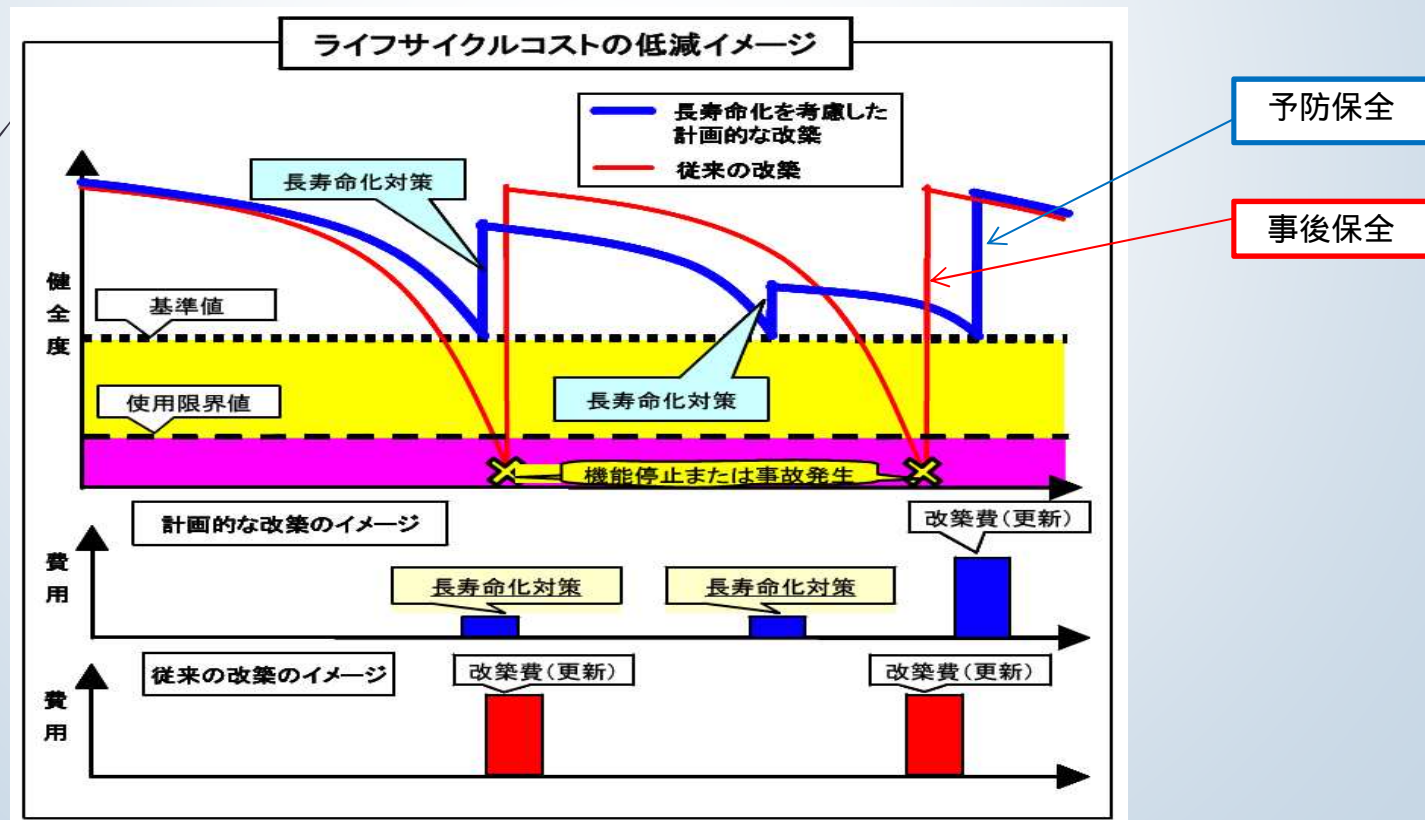 ライフサイクルコストの低減イメージ
長寿命化を考慮した
計画的な改築
従来の改築
予防保全
事後保全
長寿命化対策
健全度
基準値
使用限界値
長寿命化対策
機能停止または事故発生
計画的な改築のイメージ
改築費(更新)
費用
長寿命化対策
長寿命化対策
従来の改築のイメージ
改築費(更新)
改築費(更新)
費用